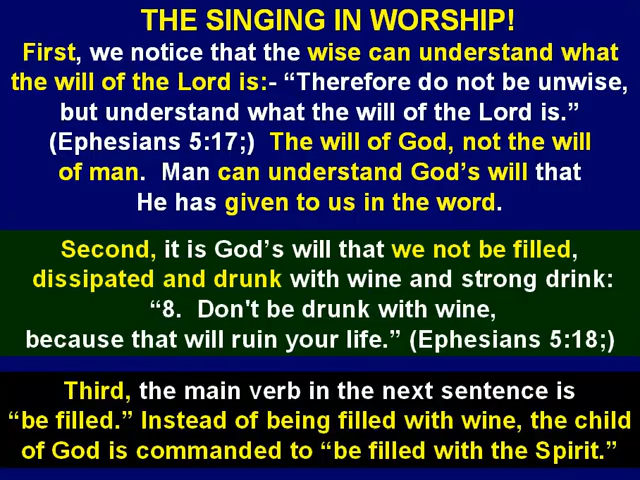 THE SINGING IN WORSHIP!
First, we notice that the wise can understand what
the will of the Lord is:- “Therefore do not be unwise,
but understand what the will of the Lord is.”
(Ephesians 5:17;)  The will of God, not the will
of man.  Man can understand God’s will that
He has given to us in the word.
Second, it is God’s will that we not be filled,
dissipated and drunk with wine and strong drink:
“8.  Don't be drunk with wine,
because that will ruin your life.” (Ephesians 5:18;)
Third, the main verb in the next sentence is
“be filled.” Instead of being filled with wine, the child
of God is commanded to “be filled with the Spirit.”